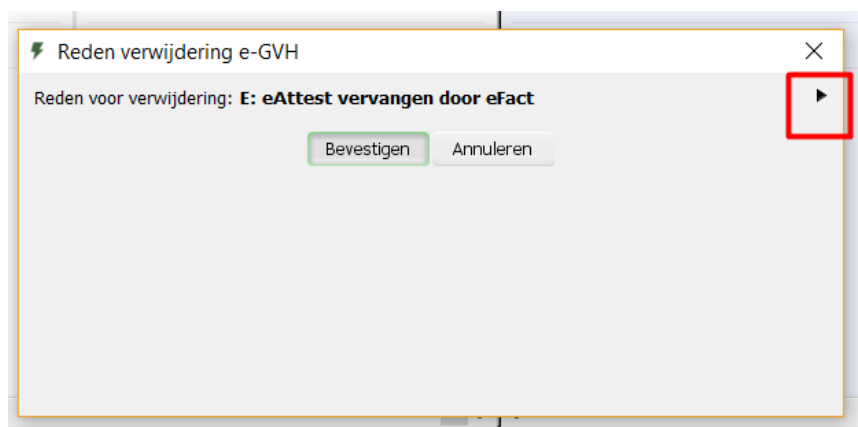 Reden verwijdering e-GVH
Reden voor verwijdering: E: eAttest vervangen door eFact
Bevestigen Annuleren